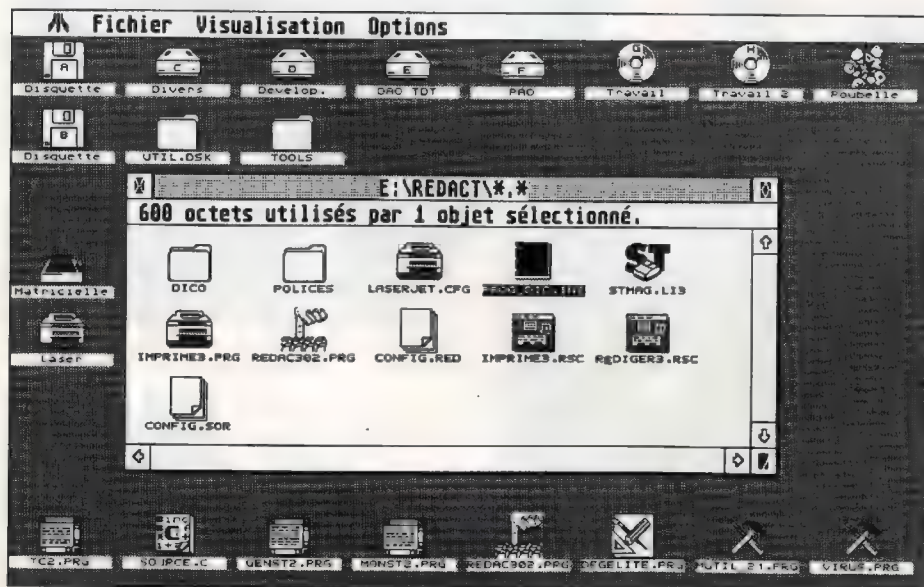 Fichier Visualisation Options
A G H
C D E F
Disquette Divers Develop. DAO TDT PAO Travail Travail 2 Poubelle
B
Disquette UTIL.DSK TOOLS
E:\REDACT\*.*
600 octets utilisés par 1 objet sélectionné.
ST
DICO POLICES LASERJET.CFG STMAG.LI3
Matricielle
IMPRIME3.PRG REDAC302.PRG CONFIG.RED IMPRIME3.RSC RéDIGER3.RSC
Laser
CONFIG.SOR
TC2.PRG SOURCE.C GENST2.PRG MONST2.PRG REDAC302.PRG DEGELITE.PRG MUTIL 21.PRG VIRUS.PRG